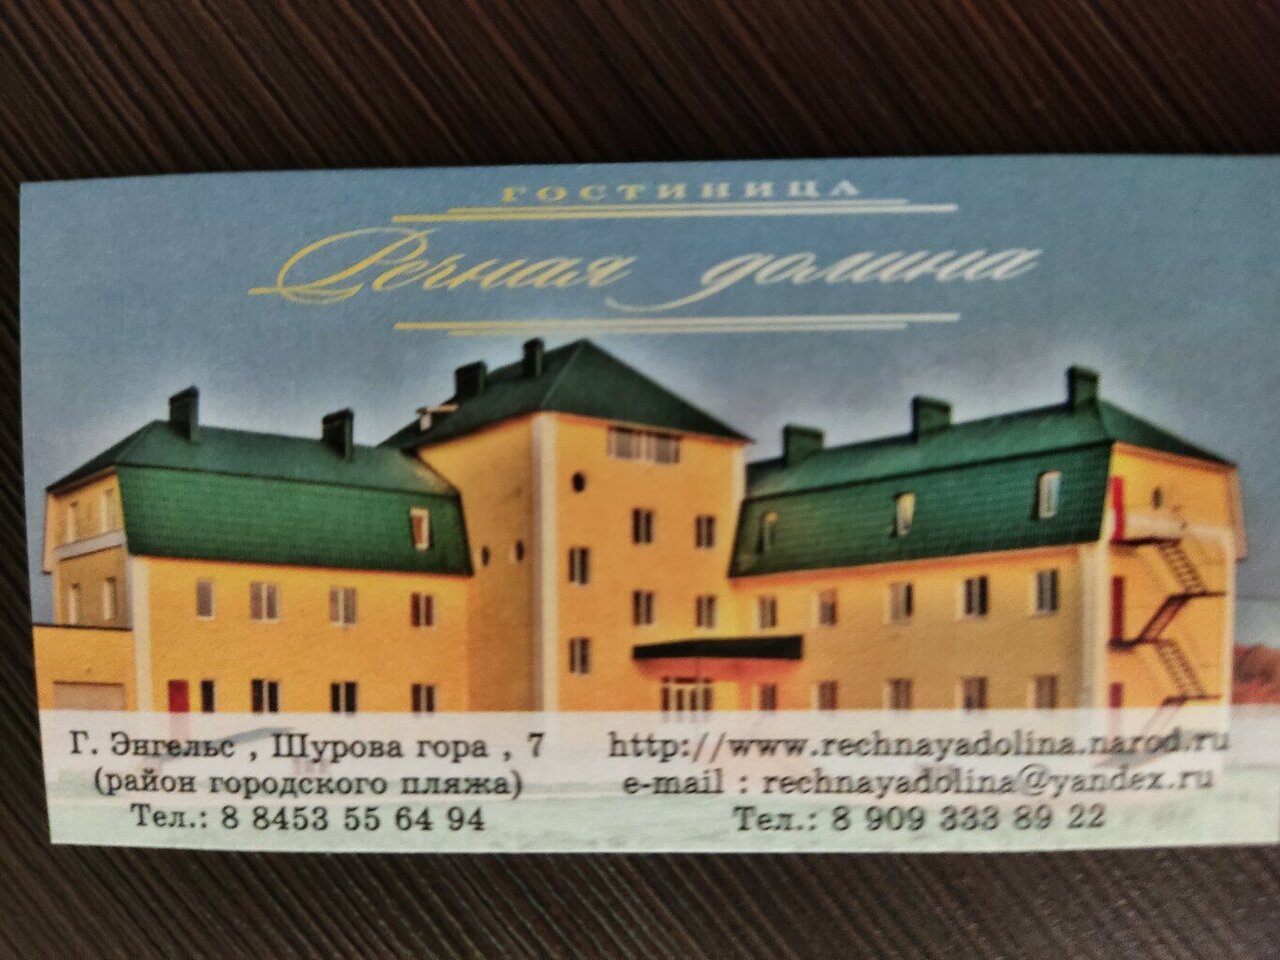 ГОСТИНИЦА
Речная долина
Г. Энгельс , Шурова гора , 7
(район городского пляжа)
Тел.: 8 8453 55 64 94
http://www.rechnayadolina.narod.ru
e-mail : rechnayadolina@yandex.ru
Тел.: 8 909 333 89 22